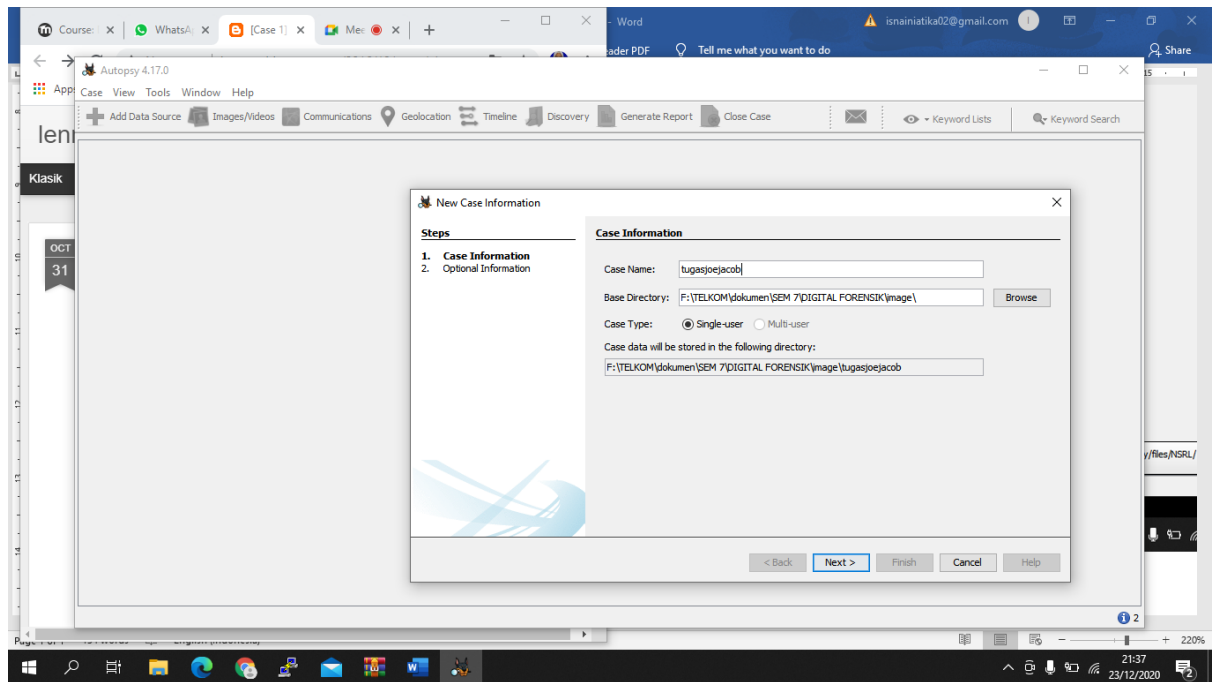 Course:
WhatsA
[Case 1]
Mee
- Word
isnainiatika02@gmail.com
Tell me what you want to do
Share
App
Autopsy 4.17.0
Case View Tools Window Help
Add Data Source
Images/Videos
Communications
Geolocation
Timeline
Discovery
Generate Report
Close Case
Keyword Lists
Keyword Search
Klasik
OCT
31
New Case Information
Steps
1. Case Information
2. Optional Information
Case Information
Case Name: tugasjoejacob
Base Directory: F:\TELKOM\dokumen\SEM 7\DIGITAL FORENSIK\image\
Browse
Case Type: Single-user Multi-user
Case data will be stored in the following directory:
F:\TELKOM\dokumen\SEM 7\DIGITAL FORENSIK\image\tugasjoejacob
< Back
Next >
Finish
Cancel
Help
y/files/NSRL/
2
220%
21:37
23/12/2020